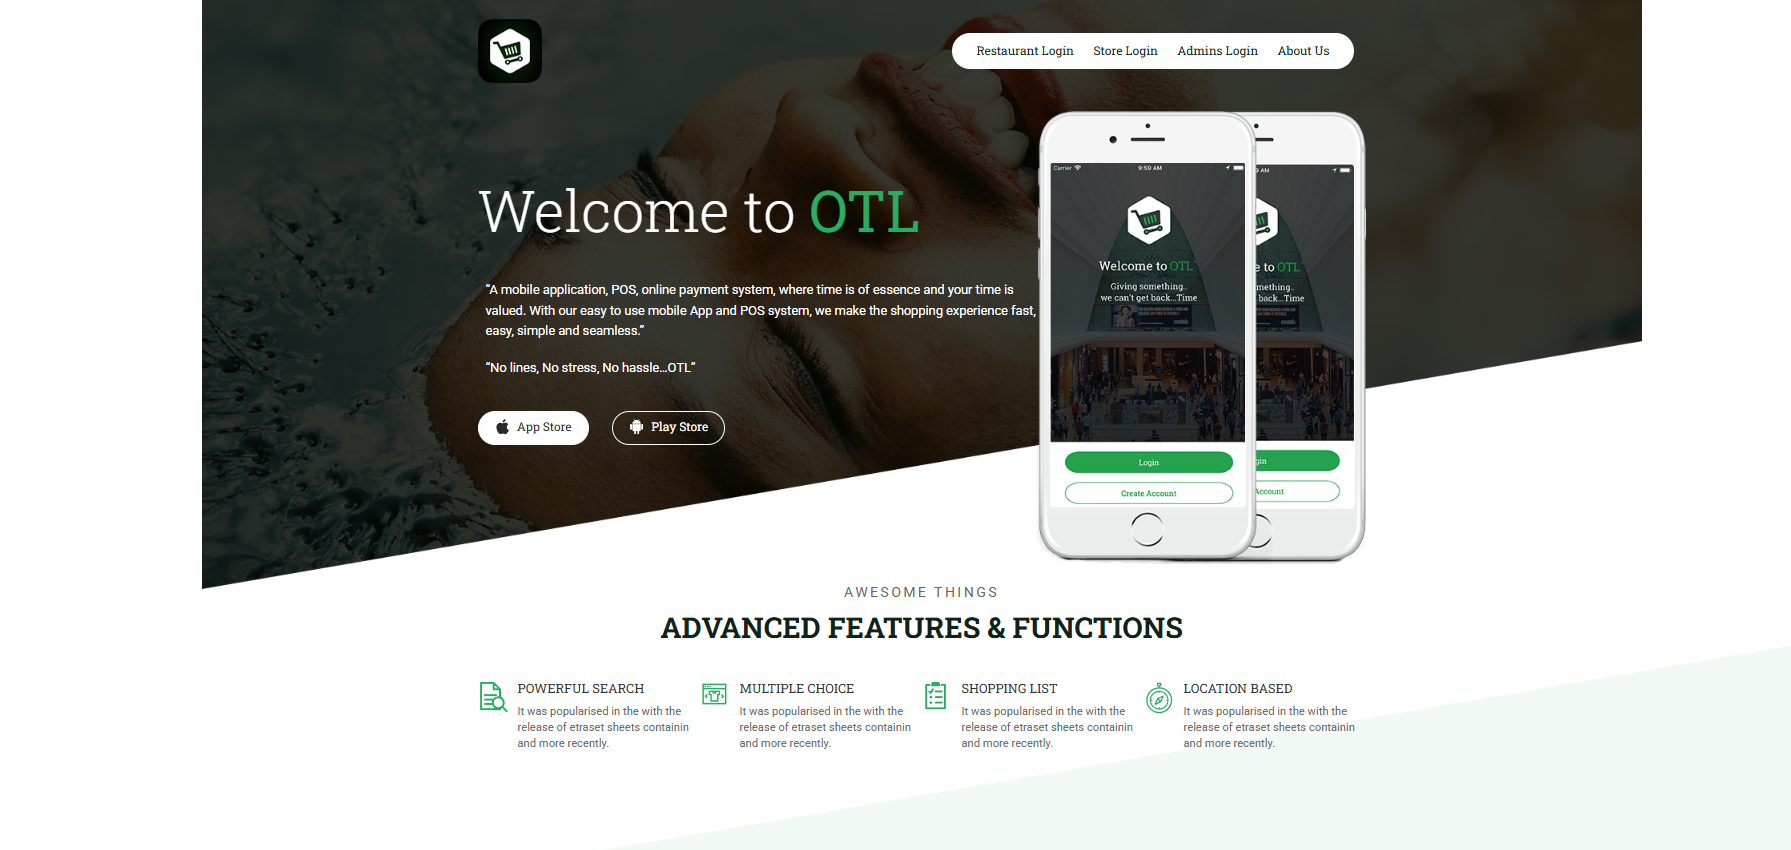 Restaurant Login Store Login Admins Login About Us
Welcome to OTL
“A mobile application, POS, online payment system, where time is of essence and your time is
valued. With our easy to use mobile App and POS system, we make the shopping experience fast,
easy, simple and seamless.”
“No lines, No stress, No hassle...OTL”
App Store Play Store
Carrier 9:59 AM
Welcome to OTL
Giving something..
we can't get back...Time
Login
Create Account
9 AM
e to OTL
mething..
back...Time
gin
Account
AWESOME THINGS
ADVANCED FEATURES & FUNCTIONS
POWERFUL SEARCH
It was popularised in the with the
release of etraset sheets containin
and more recently.
MULTIPLE CHOICE
It was popularised in the with the
release of etraset sheets containin
and more recently.
SHOPPING LIST
It was popularised in the with the
release of etraset sheets containin
and more recently.
LOCATION BASED
It was popularised in the with the
release of etraset sheets containin
and more recently.